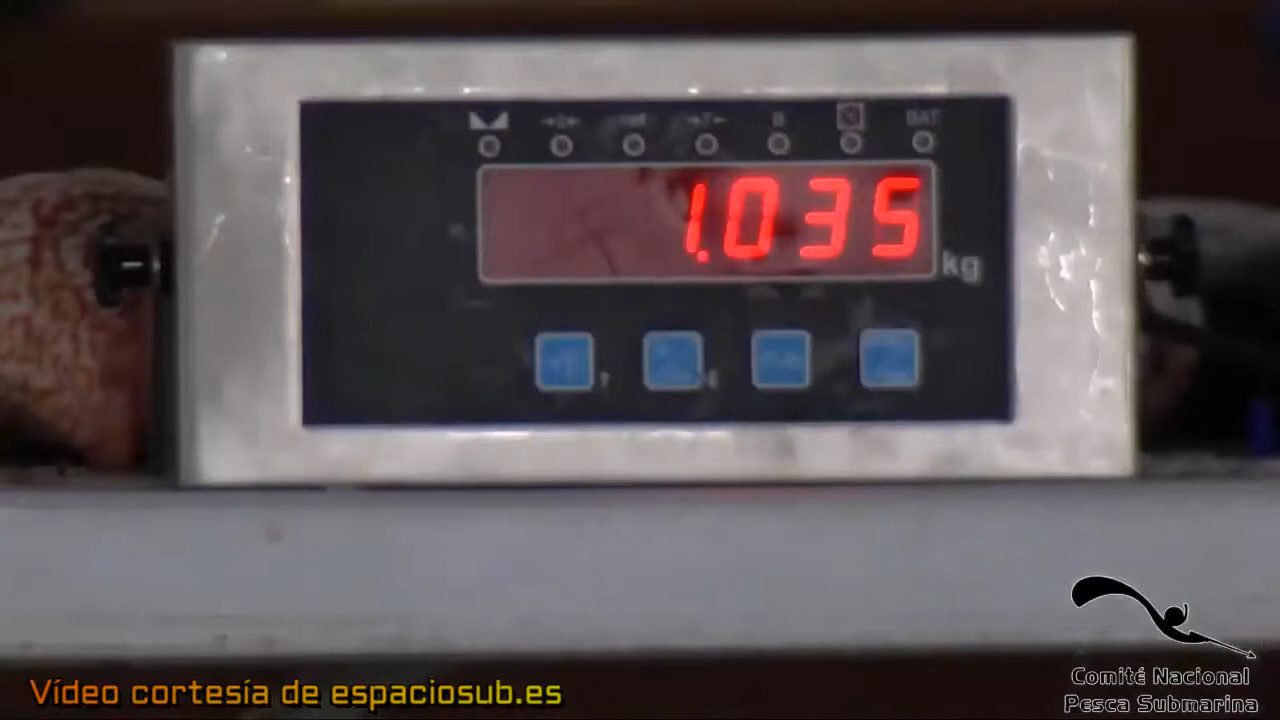 BAT
1.035
kg
Vídeo cortesía de espaciosub.es
Comité Nacional
Pesca Submarina